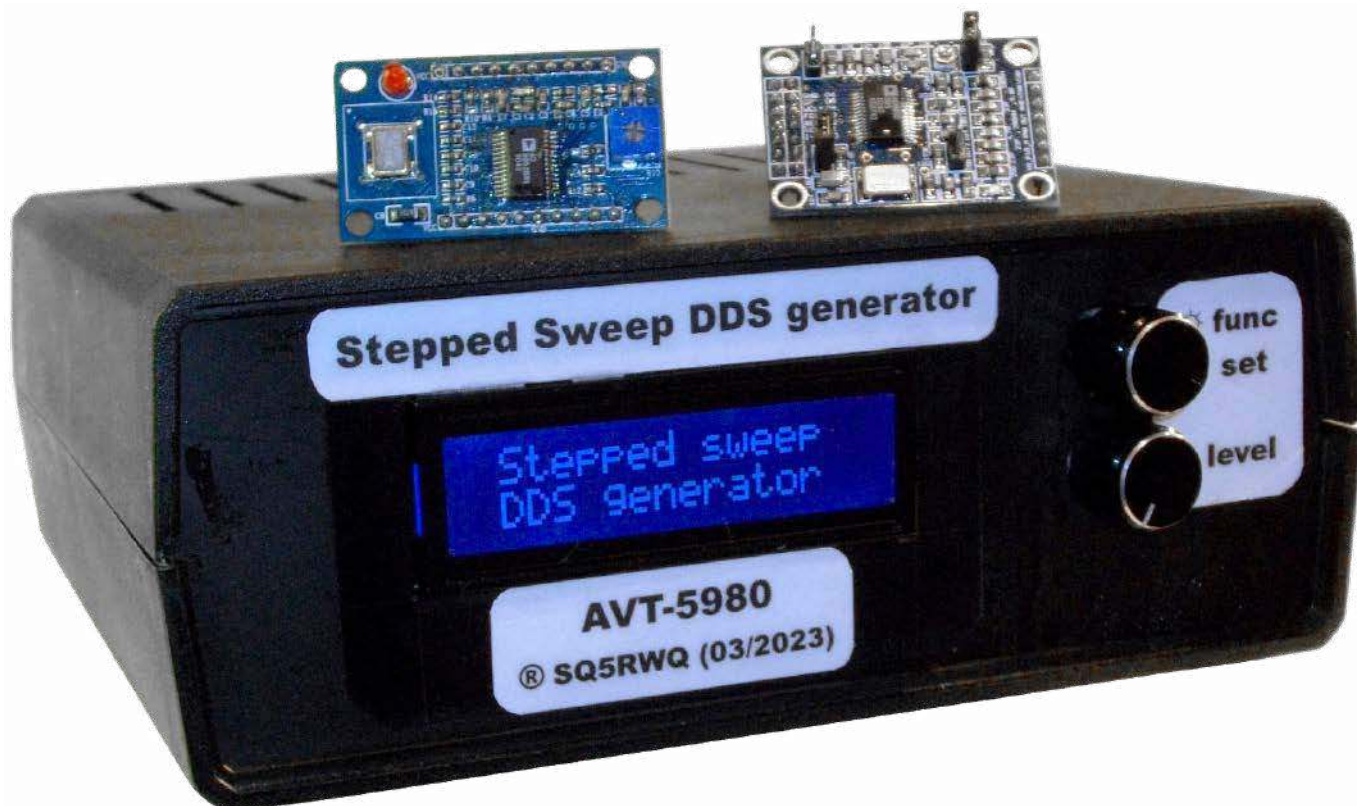 Stepped Sweep DDS generator
func
set
level
Stepped sweep
DDS generator
AVT-5980
® SQ5RWQ (03/2023)